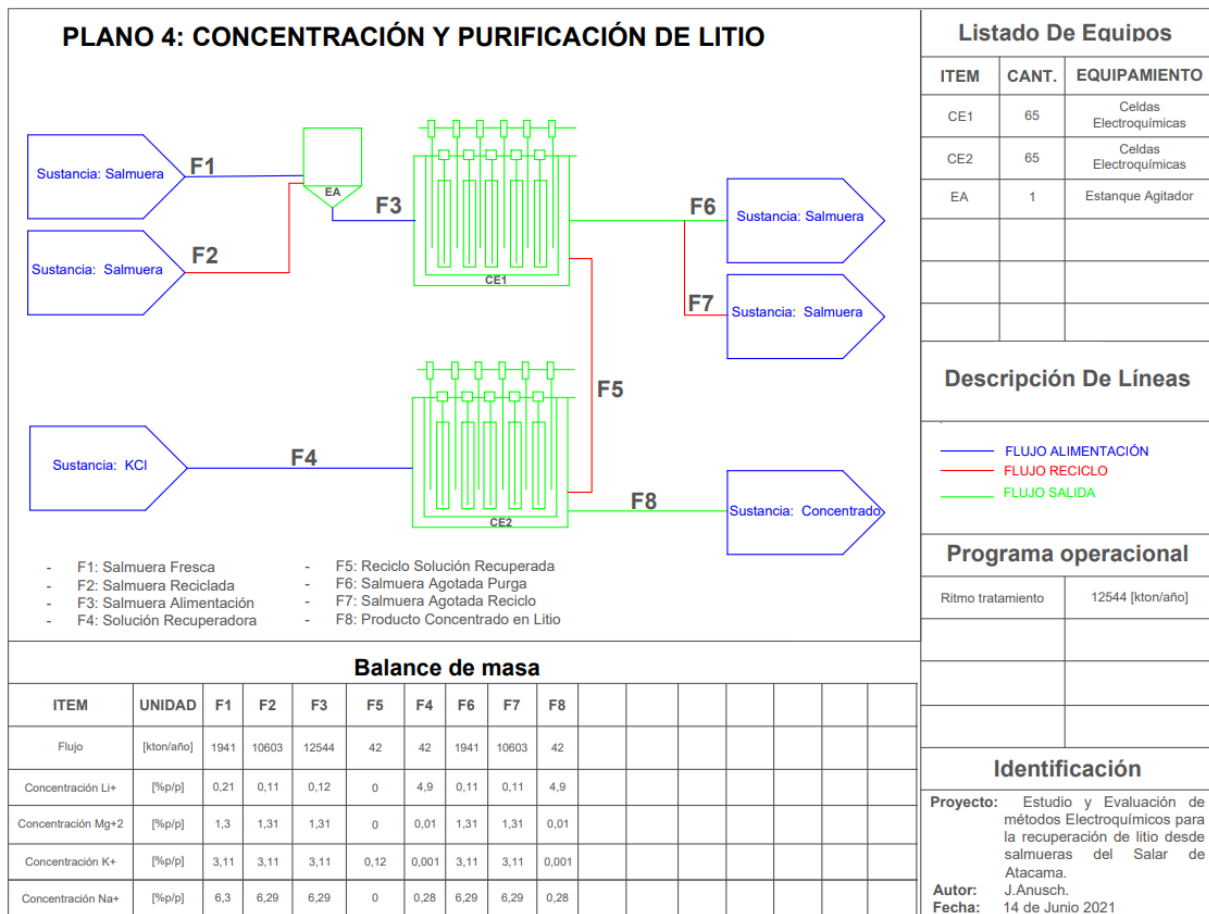 PLANO 4: CONCENTRACIÓN Y PURIFICACIÓN DE LITIO
Sustancia: Salmuera
F1
EA
F3
Sustancia: Salmuera
F2
CE1
F6
Sustancia: Salmuera
F7
Sustancia: Salmuera
F5
Sustancia: KCl
F4
CE2
F8
Sustancia: Concentrado
- F1: Salmuera Fresca
- F2: Salmuera Reciclada
- F3: Salmuera Alimentación
- F4: Solución Recuperadora
- F5: Reciclo Solución Recuperada
- F6: Salmuera Agotada Purga
- F7: Salmuera Agotada Reciclo
- F8: Producto Concentrado en Litio
Balance de masa
ITEM UNIDAD F1 F2 F3 F5 F4 F6 F7 F8
Flujo [kton/año] 1941 10603 12544 42 42 1941 10603 42
Concentración Li+ [%p/p] 0,21 0,11 0,12 0 4,9 0,11 0,11 4,9
Concentración Mg+2 [%p/p] 1,3 1,31 1,31 0 0,01 1,31 1,31 0,01
Concentración K+ [%p/p] 3,11 3,11 3,11 0,12 0,001 3,11 3,11 0,001
Concentración Na+ [%p/p] 6,3 6,29 6,29 0 0,28 6,29 6,29 0,28
Listado De Equipos
ITEM CANT. EQUIPAMIENTO
CE1 65 Celdas
Electroquímicas
CE2 65 Celdas
Electroquímicas
EA 1 Estanque Agitador
Descripción De Líneas
FLUJO ALIMENTACIÓN
FLUJO RECICLO
FLUJO SALIDA
Programa operacional
Ritmo tratamiento 12544 [kton/año]
Identificación
Proyecto: Estudio y Evaluación de
métodos Electroquímicos para
la recuperación de litio desde
salmueras del Salar de
Atacama.
Autor: J.Anusch.
Fecha: 14 de Junio 2021